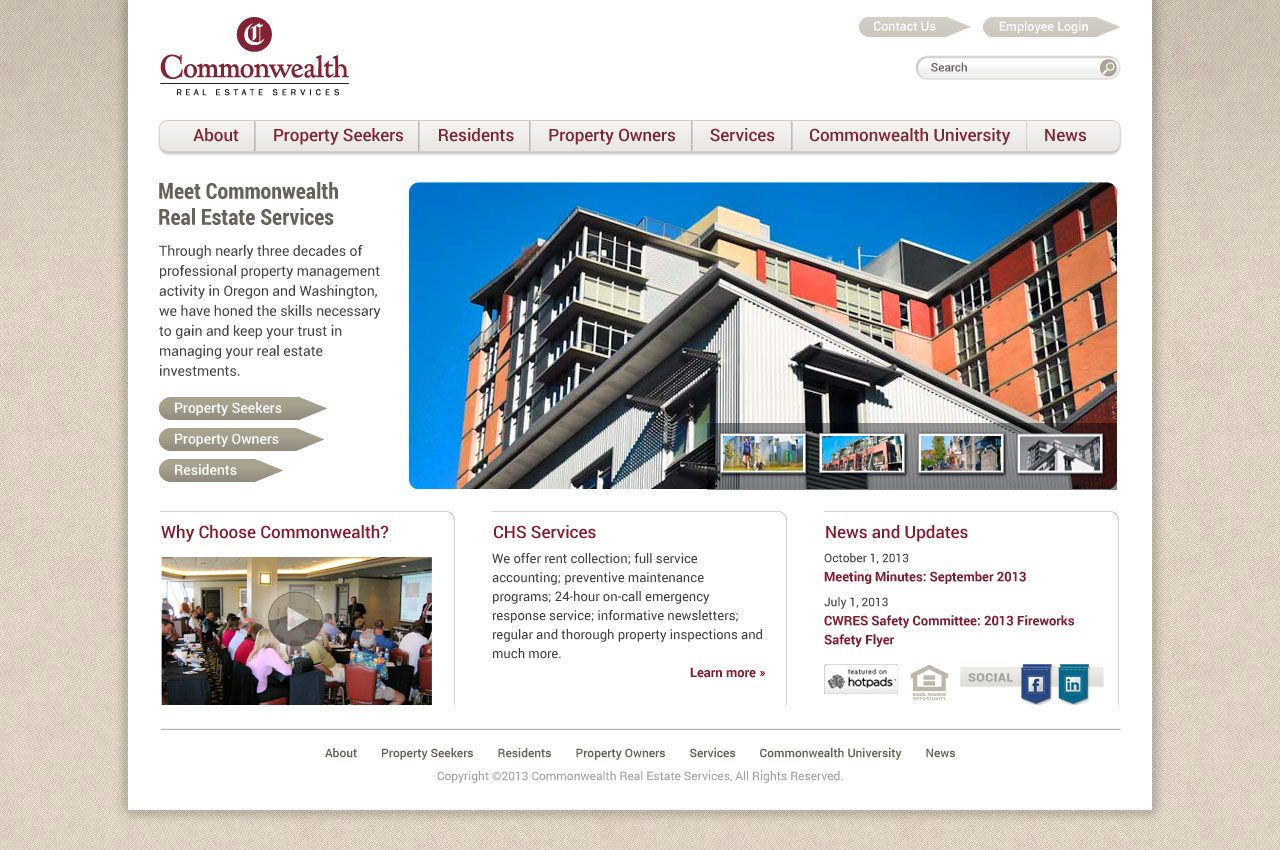 Contact Us
Employee Login
C
Commonwealth
REAL ESTATE SERVICES
Search
About
Property Seekers
Residents
Property Owners
Services
Commonwealth University
News
Meet Commonwealth
Real Estate Services
Through nearly three decades of
professional property management
activity in Oregon and Washington,
we have honed the skills necessary
to gain and keep your trust in
managing your real estate
investments.
Property Seekers
Property Owners
Residents
Why Choose Commonwealth?
CHS Services
We offer rent collection; full service
accounting; preventive maintenance
programs; 24-hour on-call emergency
response service; informative newsletters;
regular and thorough property inspections and
much more.
Learn more »
News and Updates
October 1, 2013
Meeting Minutes: September 2013
July 1, 2013
CWRES Safety Committee: 2013 Fireworks
Safety Flyer
featured on
hotpads
EQUAL HOUSING
OPPORTUNITY
SOCIAL
f
in
About
Property Seekers
Residents
Property Owners
Services
Commonwealth University
News
Copyright ©2013 Commonwealth Real Estate Services, All Rights Reserved.